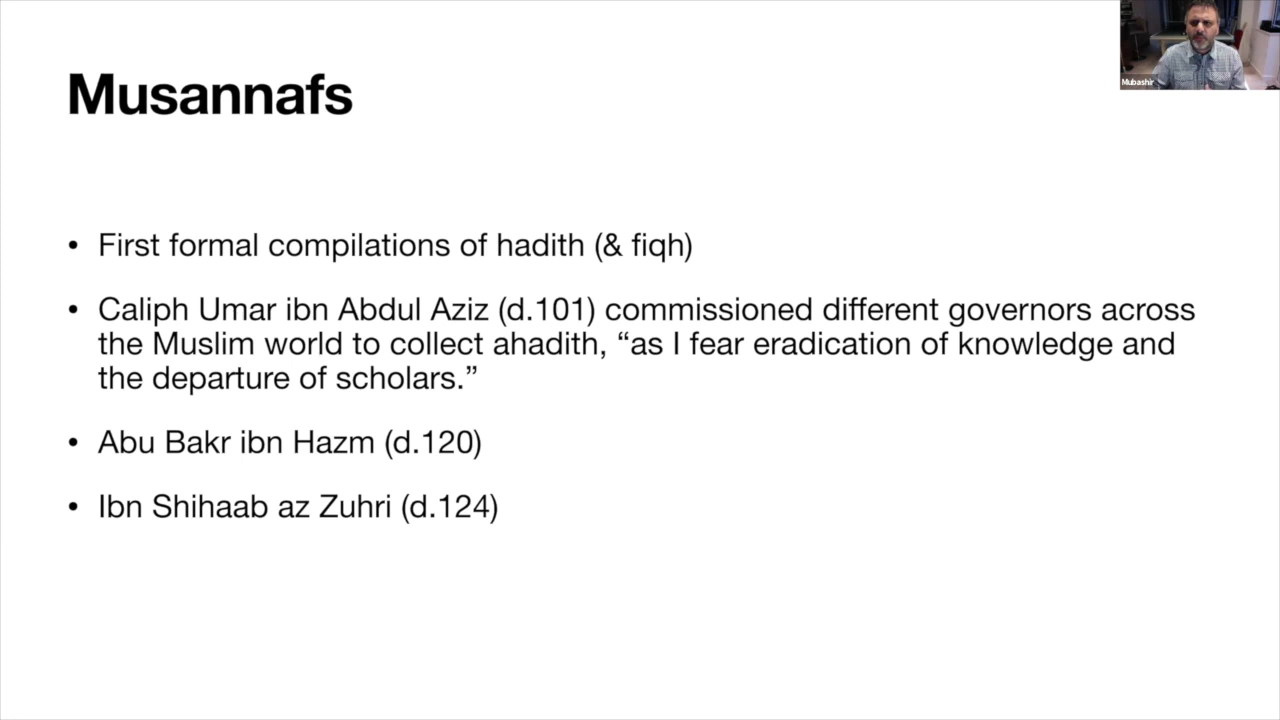 Musannafs
Mubashir
• First formal compilations of hadith (& fiqh)
• Caliph Umar ibn Abdul Aziz (d.101) commissioned different governors across
the Muslim world to collect ahadith, “as I fear eradication of knowledge and
the departure of scholars.”
• Abu Bakr ibn Hazm (d.120)
• Ibn Shihaab az Zuhri (d.124)